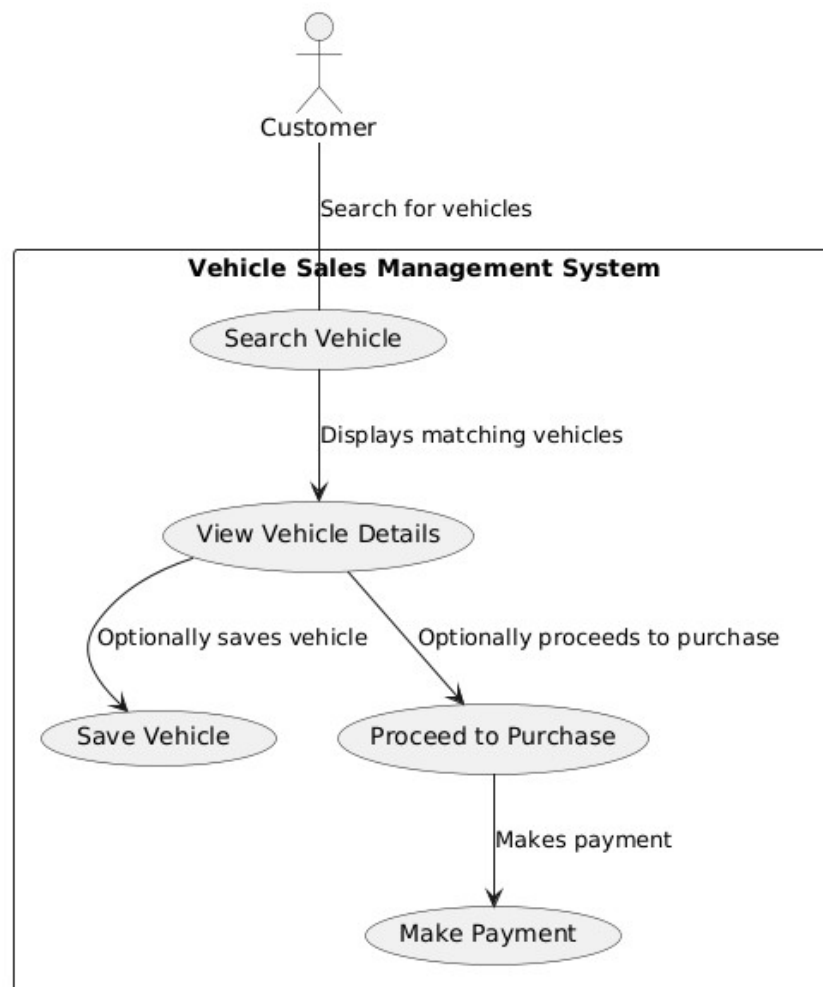 Customer
Search for vehicles
Vehicle Sales Management System
Search Vehicle
Displays matching vehicles
View Vehicle Details
Optionally saves vehicle
Optionally proceeds to purchase
Save Vehicle
Proceed to Purchase
Makes payment
Make Payment